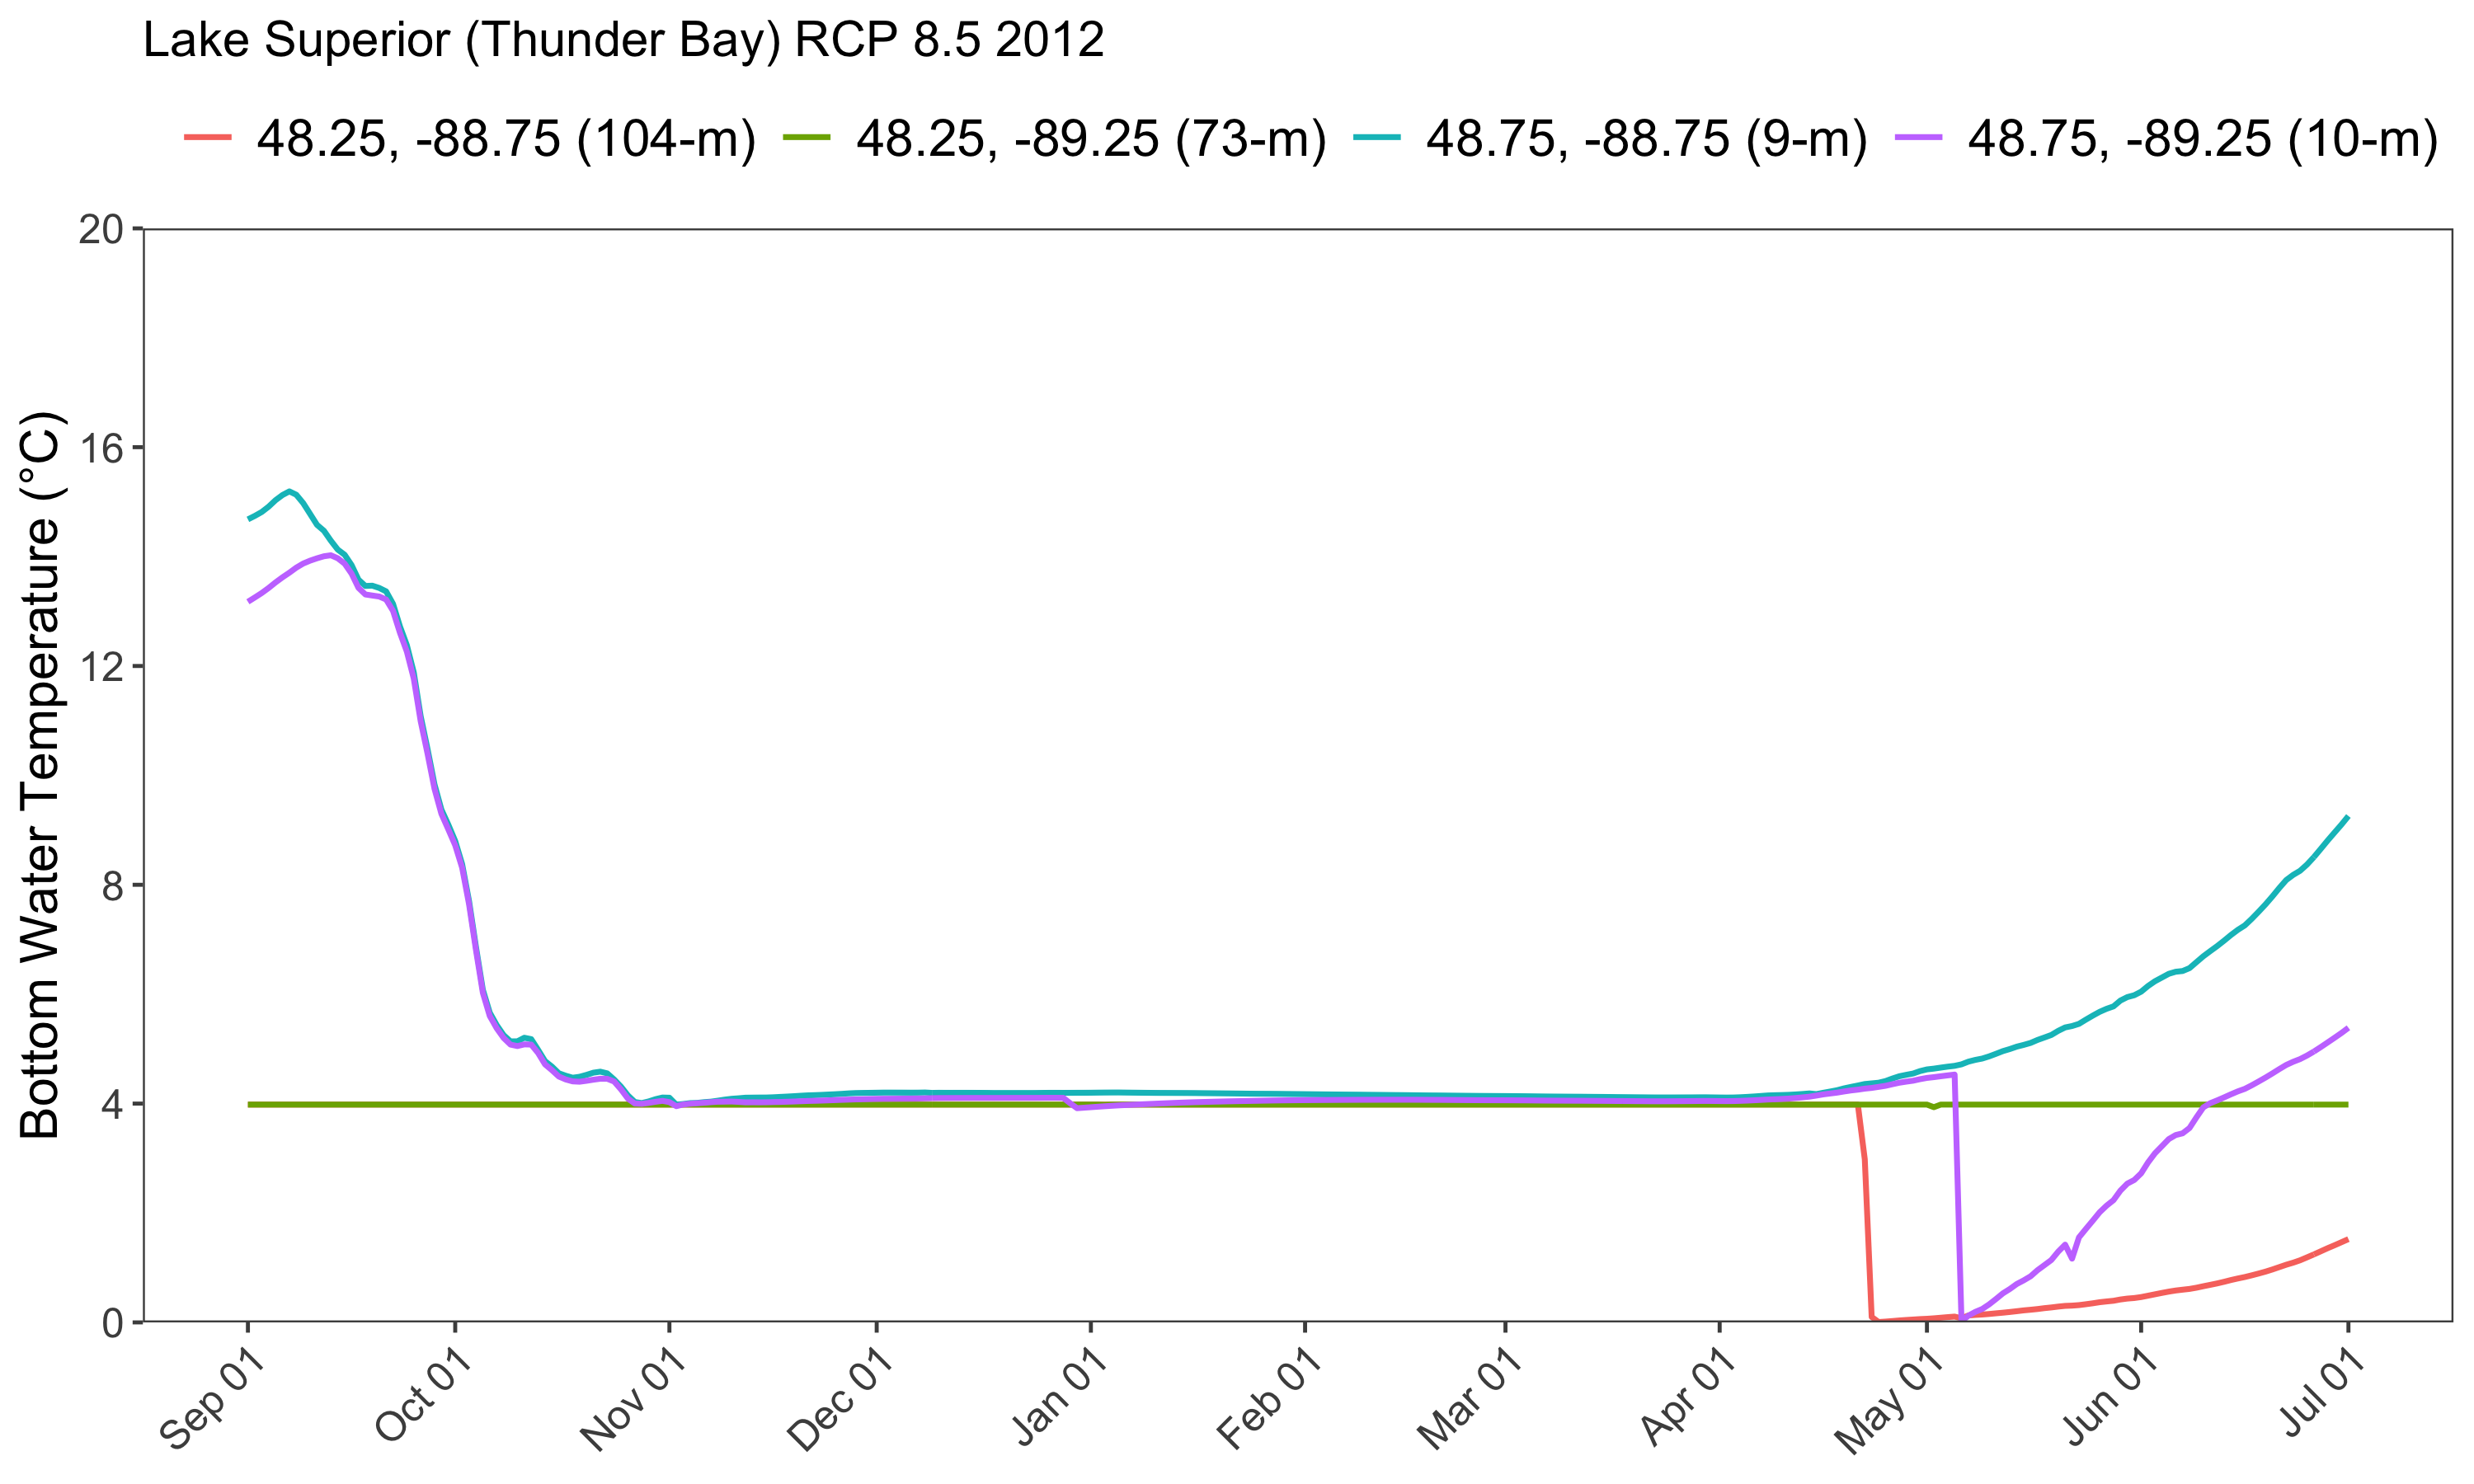 Lake Superior (Thunder Bay) RCP 8.5 2012
48.25, -88.75 (104-m) 48.25, -89.25 (73-m) 48.75, -88.75 (9-m) 48.75, -89.25 (10-m)
Bottom Water Temperature (°C)
20
16
12
8
4
0
Sep 01 Oct 01 Nov 01 Dec 01 Jan 01 Feb 01 Mar 01 Apr 01 May 01 Jun 01 Jul 01